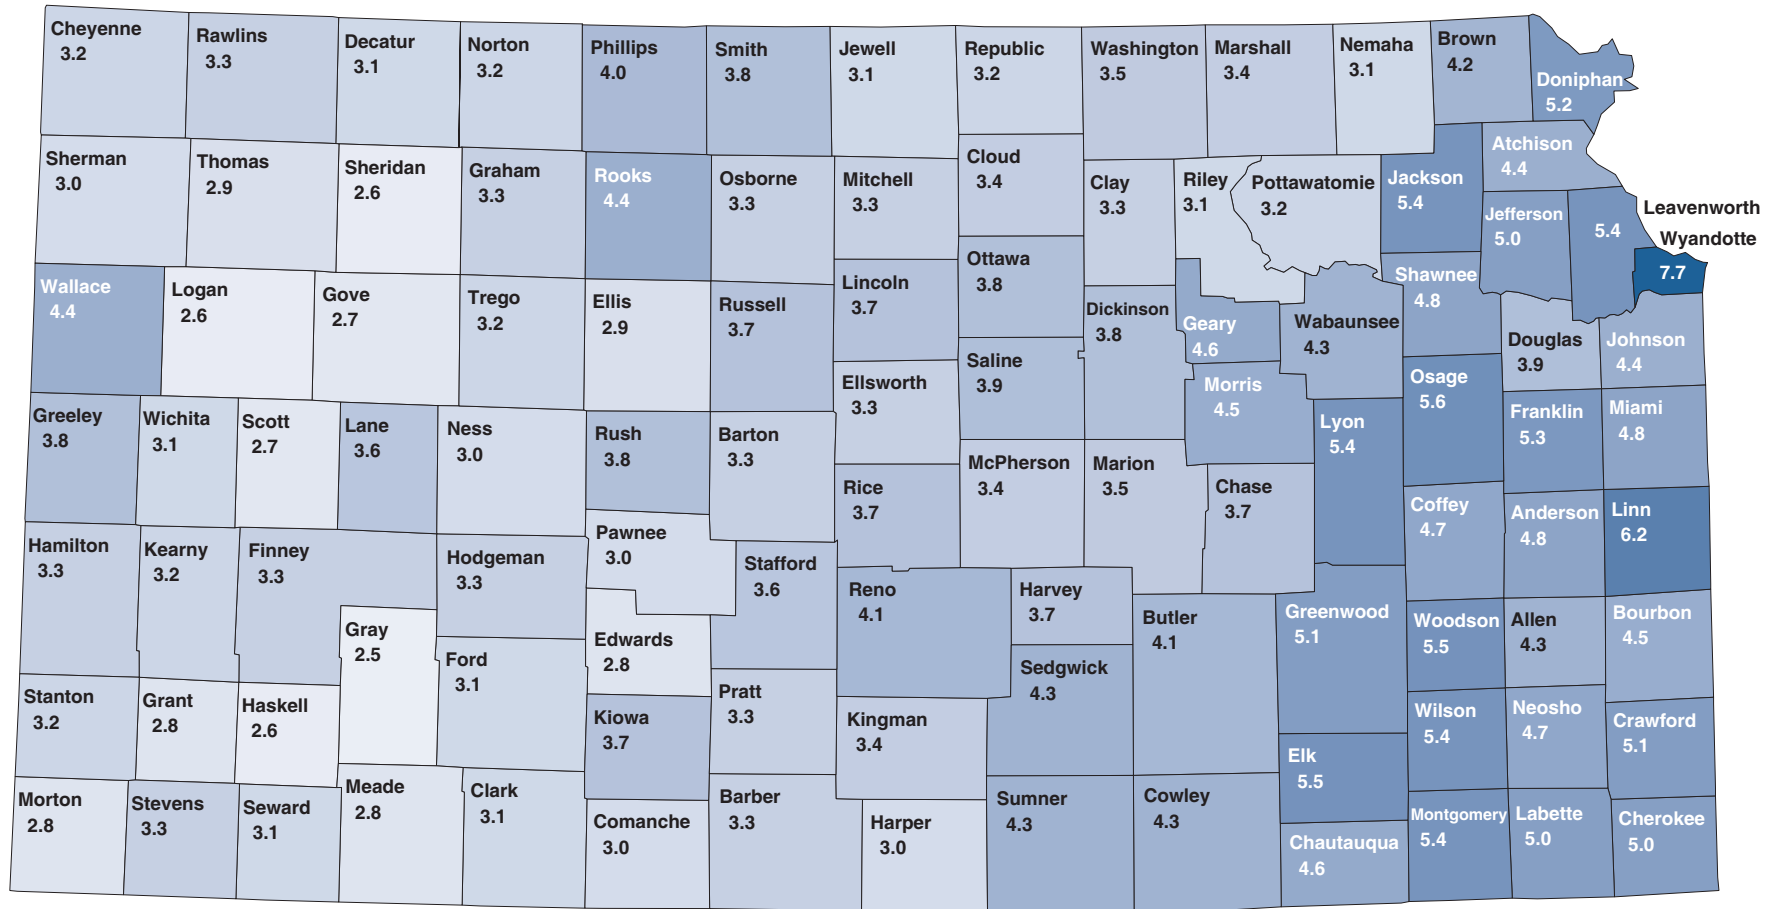 Cheyenne
3.2
Rawlins
3.3
Decatur
3.1
Norton
3.2
Phillips
4.0
Smith
3.8
Jewell
3.1
Republic
3.2
Washington
3.5
Marshall
3.4
Nemaha
3.1
Brown
4.2
Doniphan
5.2
Sherman
3.0
Thomas
2.9
Sheridan
2.6
Graham
3.3
Rooks
4.4
Osborne
3.3
Mitchell
3.3
Cloud
3.4
Clay
3.3
Riley
3.1
Pottawatomie
3.2
Jackson
5.4
Atchison
4.4
Jefferson
5.0
Leavenworth
5.4
Wyandotte
7.7
Wallace
4.4
Logan
2.6
Gove
2.7
Trego
3.2
Ellis
2.9
Russell
3.7
Lincoln
3.7
Ottawa
3.8
Dickinson
3.8
Geary
4.6
Wabaunsee
4.3
Shawnee
4.8
Douglas
3.9
Johnson
4.4
Ellsworth
3.3
Saline
3.9
Morris
4.5
Osage
5.6
Franklin
5.3
Miami
4.8
Greeley
3.8
Wichita
3.1
Scott
2.7
Lane
3.6
Ness
3.0
Rush
3.8
Barton
3.3
Rice
3.7
McPherson
3.4
Marion
3.5
Chase
3.7
Lyon
5.4
Coffey
4.7
Anderson
4.8
Linn
6.2
Hamilton
3.3
Kearny
3.2
Finney
3.3
Hodgeman
3.3
Pawnee
3.0
Stafford
3.6
Reno
4.1
Harvey
3.7
Butler
4.1
Greenwood
5.1
Woodson
5.5
Allen
4.3
Bourbon
4.5
Gray
2.5
Ford
3.1
Edwards
2.8
Sedgwick
4.3
Stanton
3.2
Grant
2.8
Haskell
2.6
Kiowa
3.7
Pratt
3.3
Kingman
3.4
Elk
5.5
Wilson
5.4
Neosho
4.7
Crawford
5.1
Morton
2.8
Stevens
3.3
Seward
3.1
Meade
2.8
Clark
3.1
Comanche
3.0
Barber
3.3
Harper
3.0
Sumner
4.3
Cowley
4.3
Chautauqua
4.6
Montgomery
5.4
Labette
5.0
Cherokee
5.0